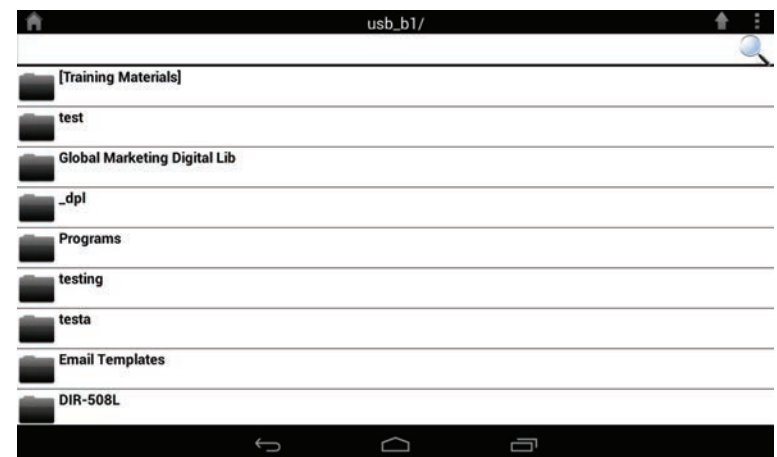 usb_b1/
[Training Materials]
test
Global Marketing Digital Lib
_dpl
Programs
testing
testa
Email Templates
DIR-508L